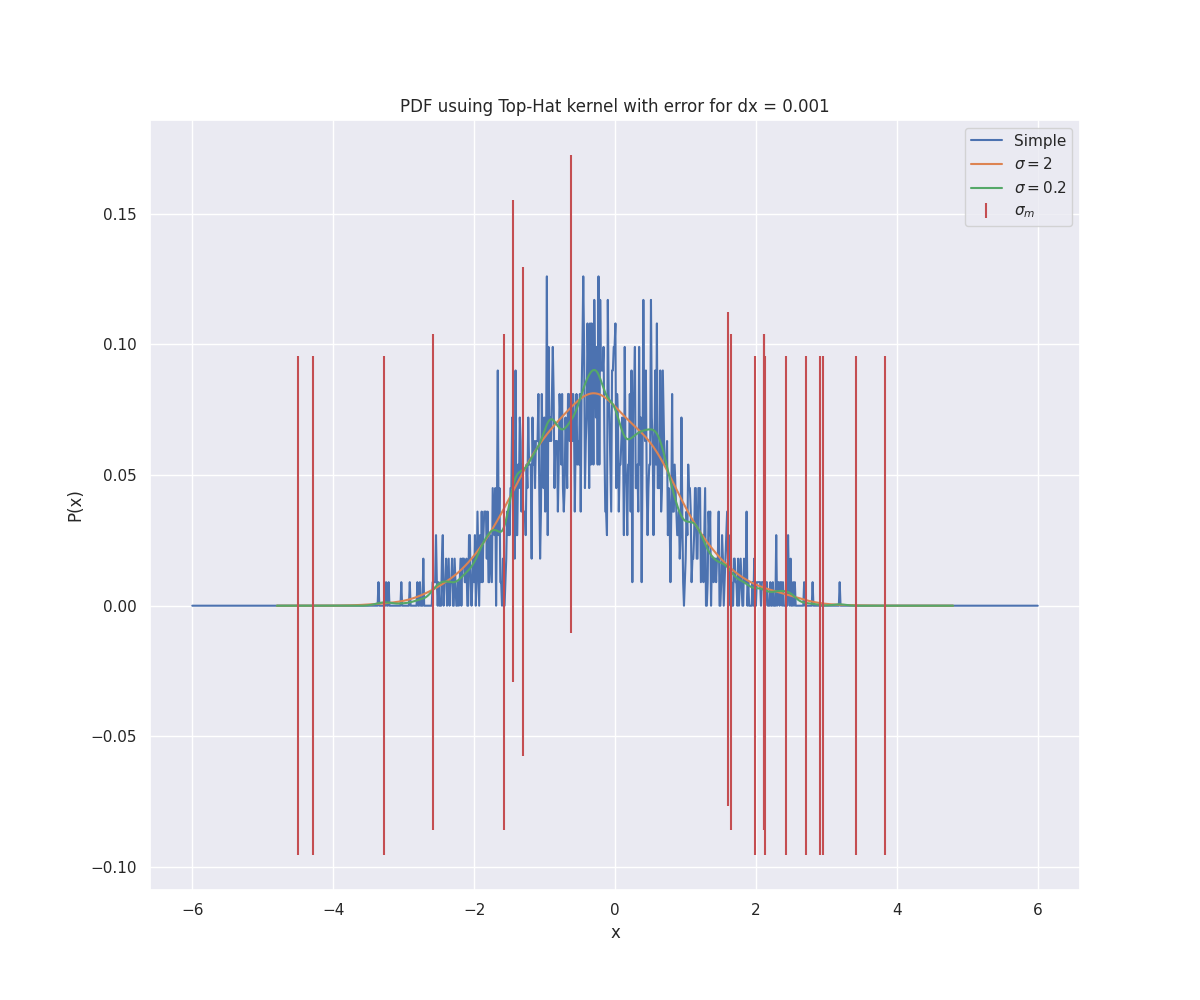 PDF usuing Top-Hat kernel with error for dx = 0.001
Simple
σ = 2
σ = 0.2
σm
0.15
0.10
0.05
0.00
−0.05
−0.10
P(x)
−6
−4
−2
0
2
4
6
x